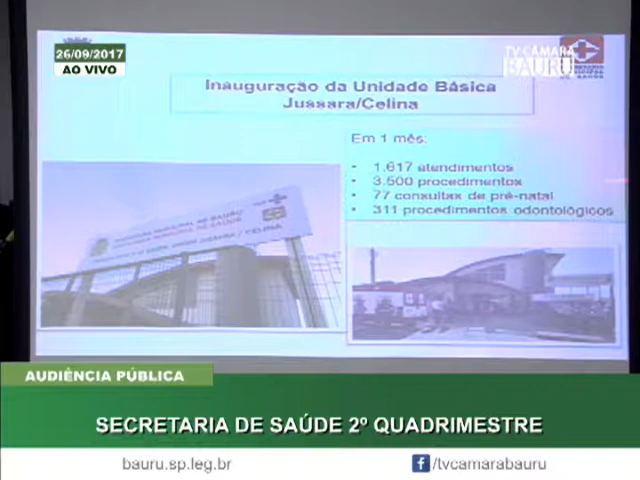 26/09/2017
AO VIVO
TV CÂMARA
BAURU
Inauguração da Unidade Básica
Jussara/Celina
Em 1 mês:
• 1.617 atendimentos
• 3.500 procedimentos
• 77 consultas de pré-natal
• 311 procedimentos odontológicos
AUDIÊNCIA PÚBLICA
SECRETARIA DE SAÚDE 2º QUADRIMESTRE
bauru.sp.leg.br
/tvcamarabauru